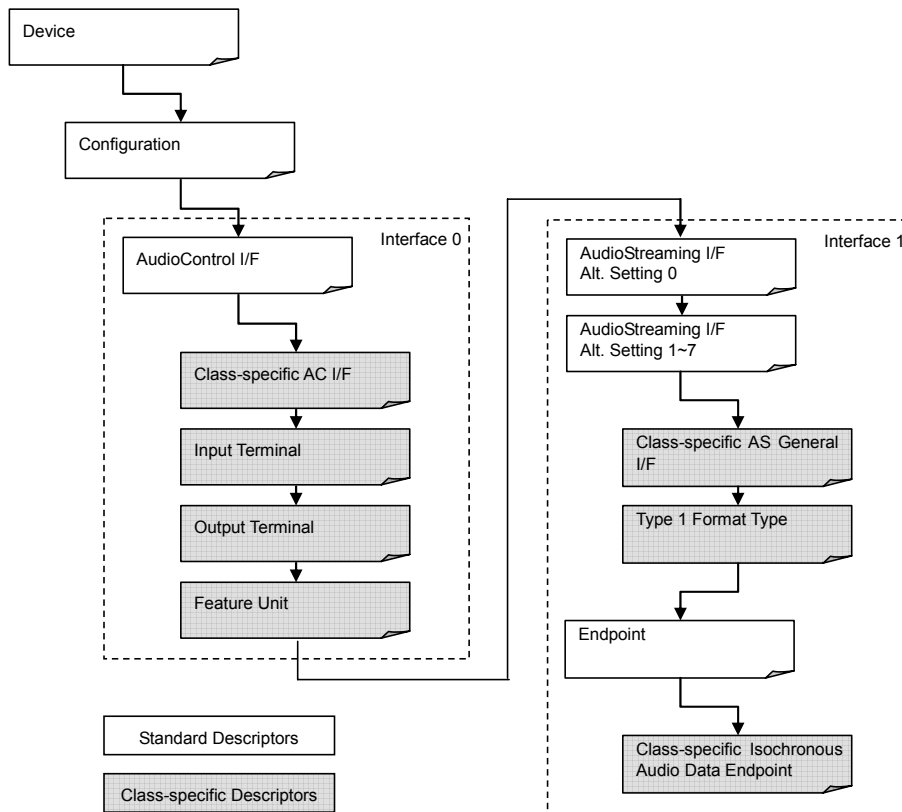 Device
Configuration
Interface 0
AudioControl I/F
Class-specific AC I/F
Input Terminal
Output Terminal
Feature Unit
Interface 1
AudioStreaming I/F
Alt. Setting 0
AudioStreaming I/F
Alt. Setting 1~7
Class-specific AS General
I/F
Type 1 Format Type
Endpoint
Class-specific Isochronous
Audio Data Endpoint
Standard Descriptors
Class-specific Descriptors